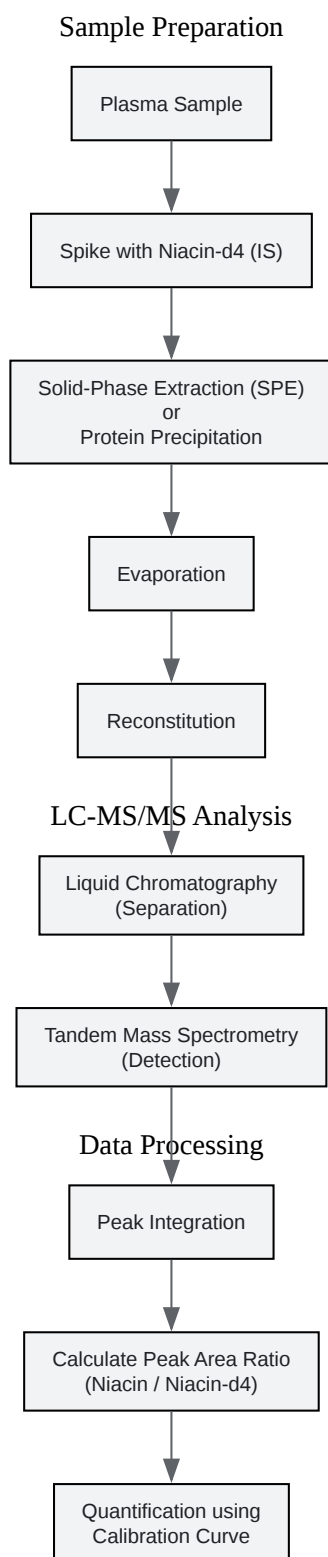 Sample Preparation
Plasma Sample
Spike with Niacin-d4 (IS)
Solid-Phase Extraction (SPE)
or
Protein Precipitation
Evaporation
Reconstitution
LC-MS/MS Analysis
Liquid Chromatography
(Separation)
Tandem Mass Spectrometry
(Detection)
Data Processing
Peak Integration
Calculate Peak Area Ratio
(Niacin / Niacin-d4)
Quantification using
Calibration Curve